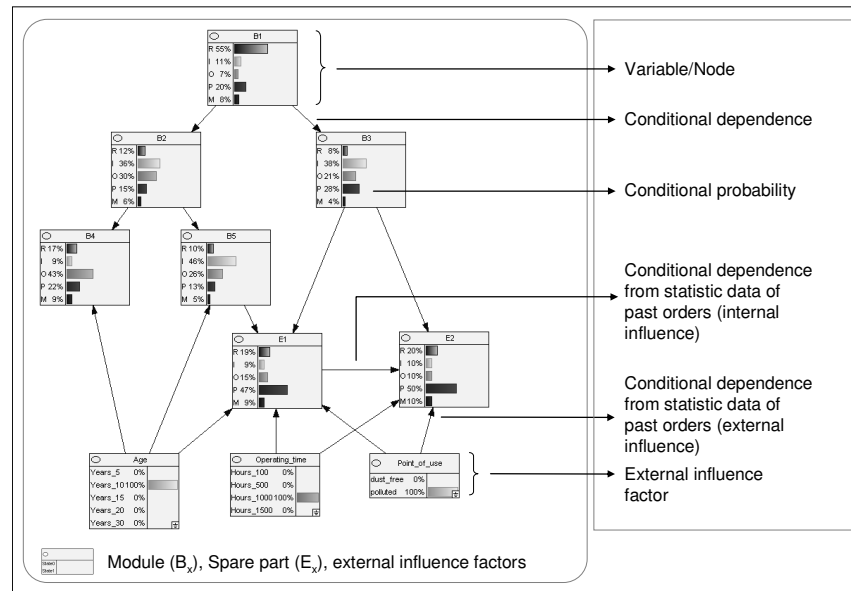 B1
R 55%
I 11%
O 7%
P 20%
M 8%
Variable/Node
Conditional dependence
B2
R 12%
I 36%
O 30%
P 15%
M 6%
B3
R 8%
I 38%
O 21%
P 28%
M 4%
Conditional probability
B4
R 17%
I 9%
O 43%
P 22%
M 9%
B5
R 10%
I 46%
O 26%
P 13%
M 5%
Conditional dependence
from statistic data of
past orders (internal
influence)
E1
R 19%
I 9%
O 15%
P 47%
M 9%
E2
R 20%
I 10%
O 10%
P 50%
M 10%
Conditional dependence
from statistic data of
past orders (external
influence)
Age
Years_5 0%
Years_10 100%
Years_15 0%
Years_20 0%
Years_30 0%
Operating_time
Hours_100 0%
Hours_500 0%
Hours_1000 100%
Hours_1500 0%
Point_of_use
dust_free 0%
polluted 100%
External influence
factor
State0
State1
Module (Bx), Spare part (Ex), external influence factors